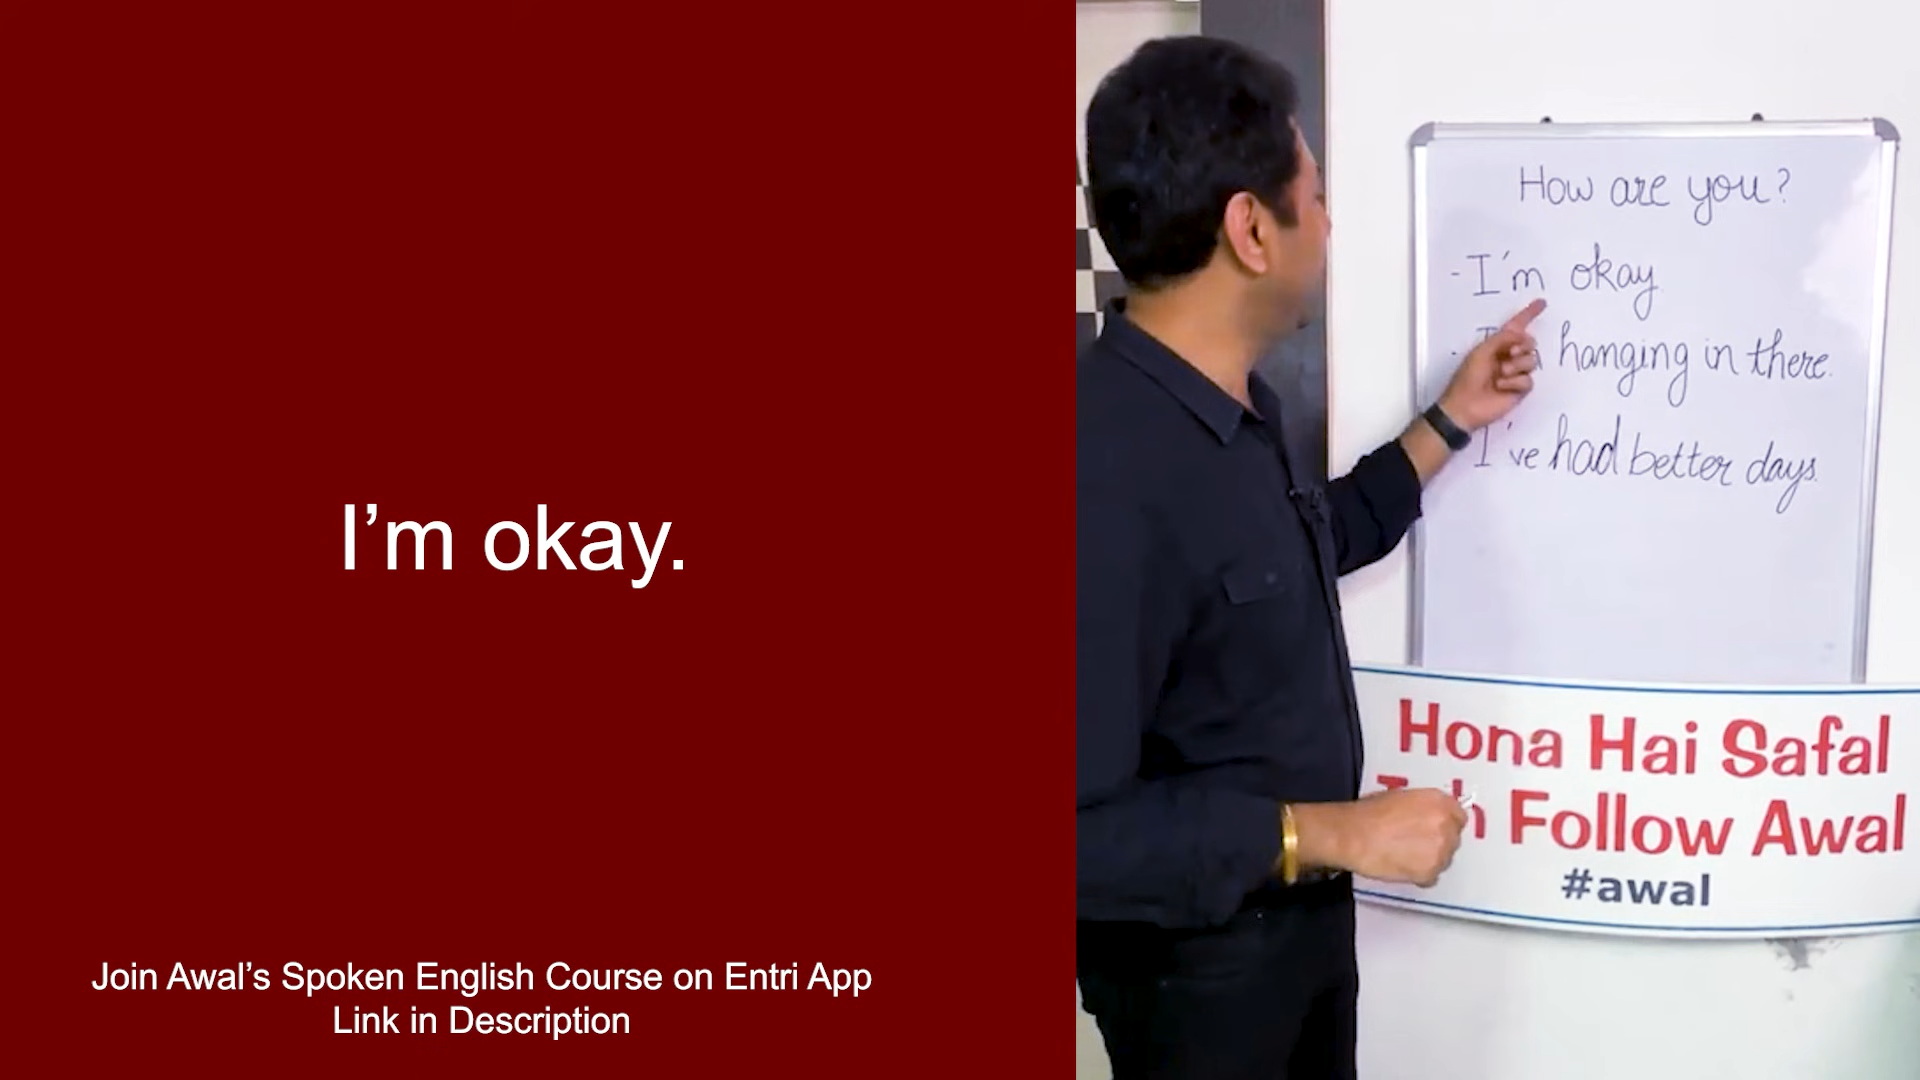 I'm okay.
Join Awal's Spoken English Course on Entri App
Link in Description
How are you?
- I'm okay.
- hanging in there.
I've had better days.
Hona Hai Safal
Follow Awal
#awal